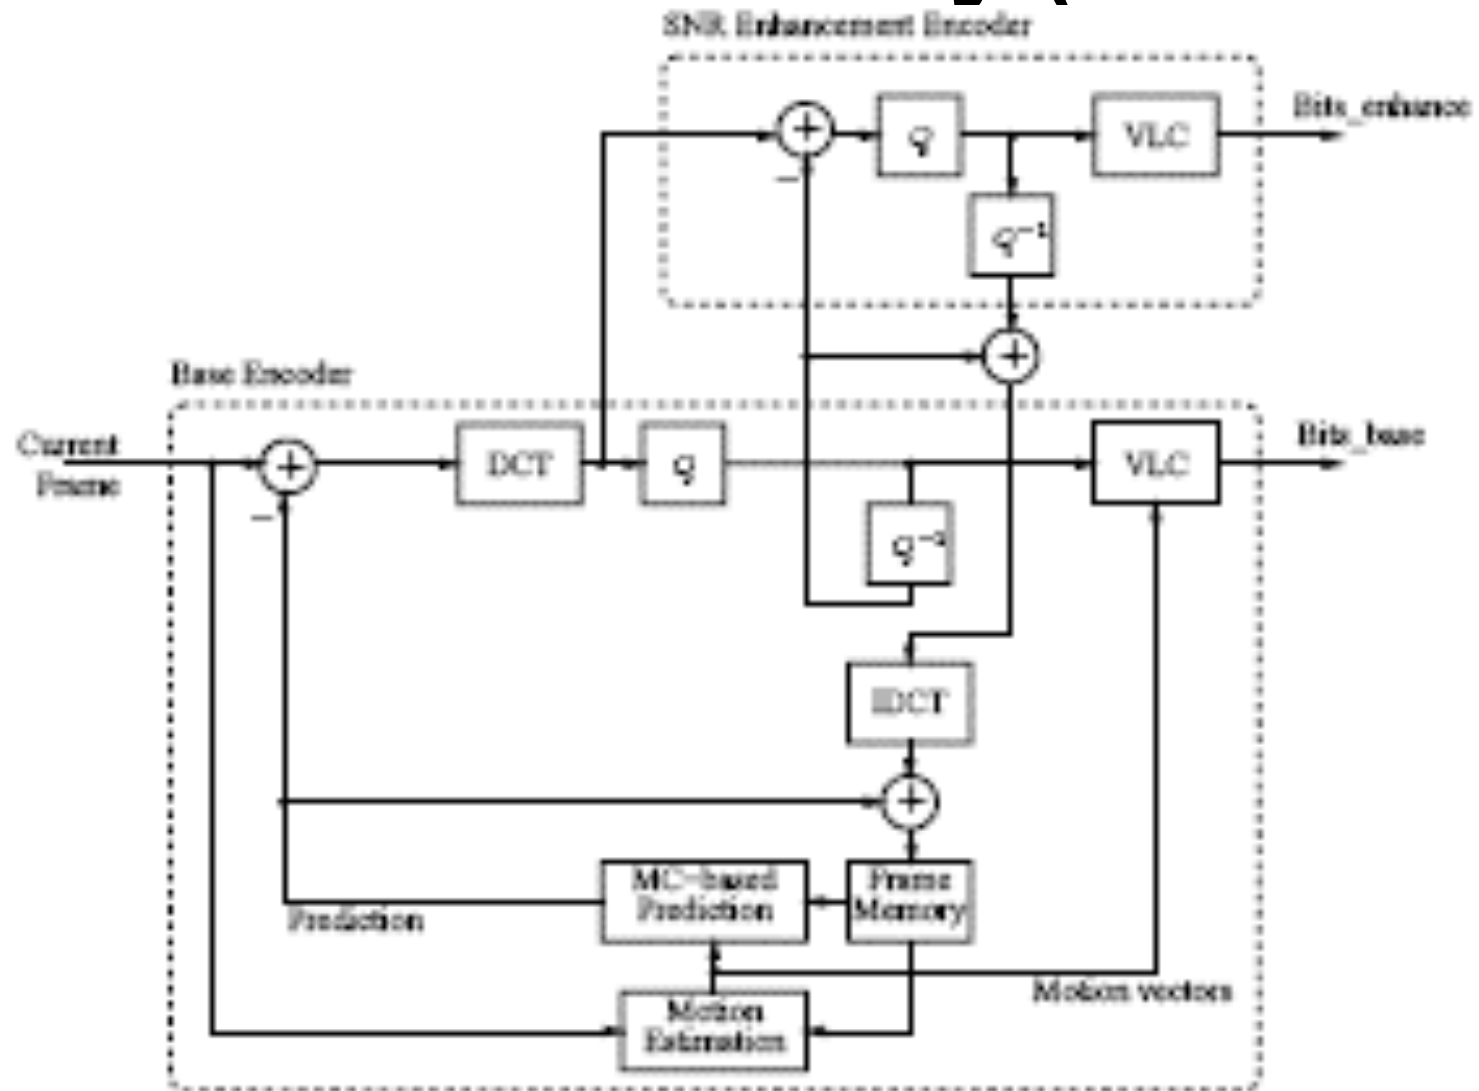 SNR Enhancement Encoder
Bits_enhance
+
Q
VLC
−
Q⁻¹
+
Base Encoder
Current
Frame
+
DCT
Q
VLC
Bits_base
−
Q⁻¹
IDCT
+
MC-based
Prediction
Frame
Memory
Prediction
Motion vectors
Motion
Estimation